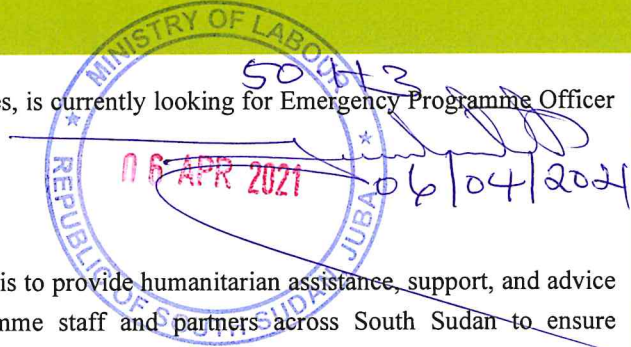 es, is currently looking for Emergency Programme Officer
MINISTRY OF LABOUR
REPUBLIC OF SOUTH SUDAN JUBA
06 APR 2021
06/04/2021
is to provide humanitarian assistance, support, and advice
mme staff and partners across South Sudan to ensure